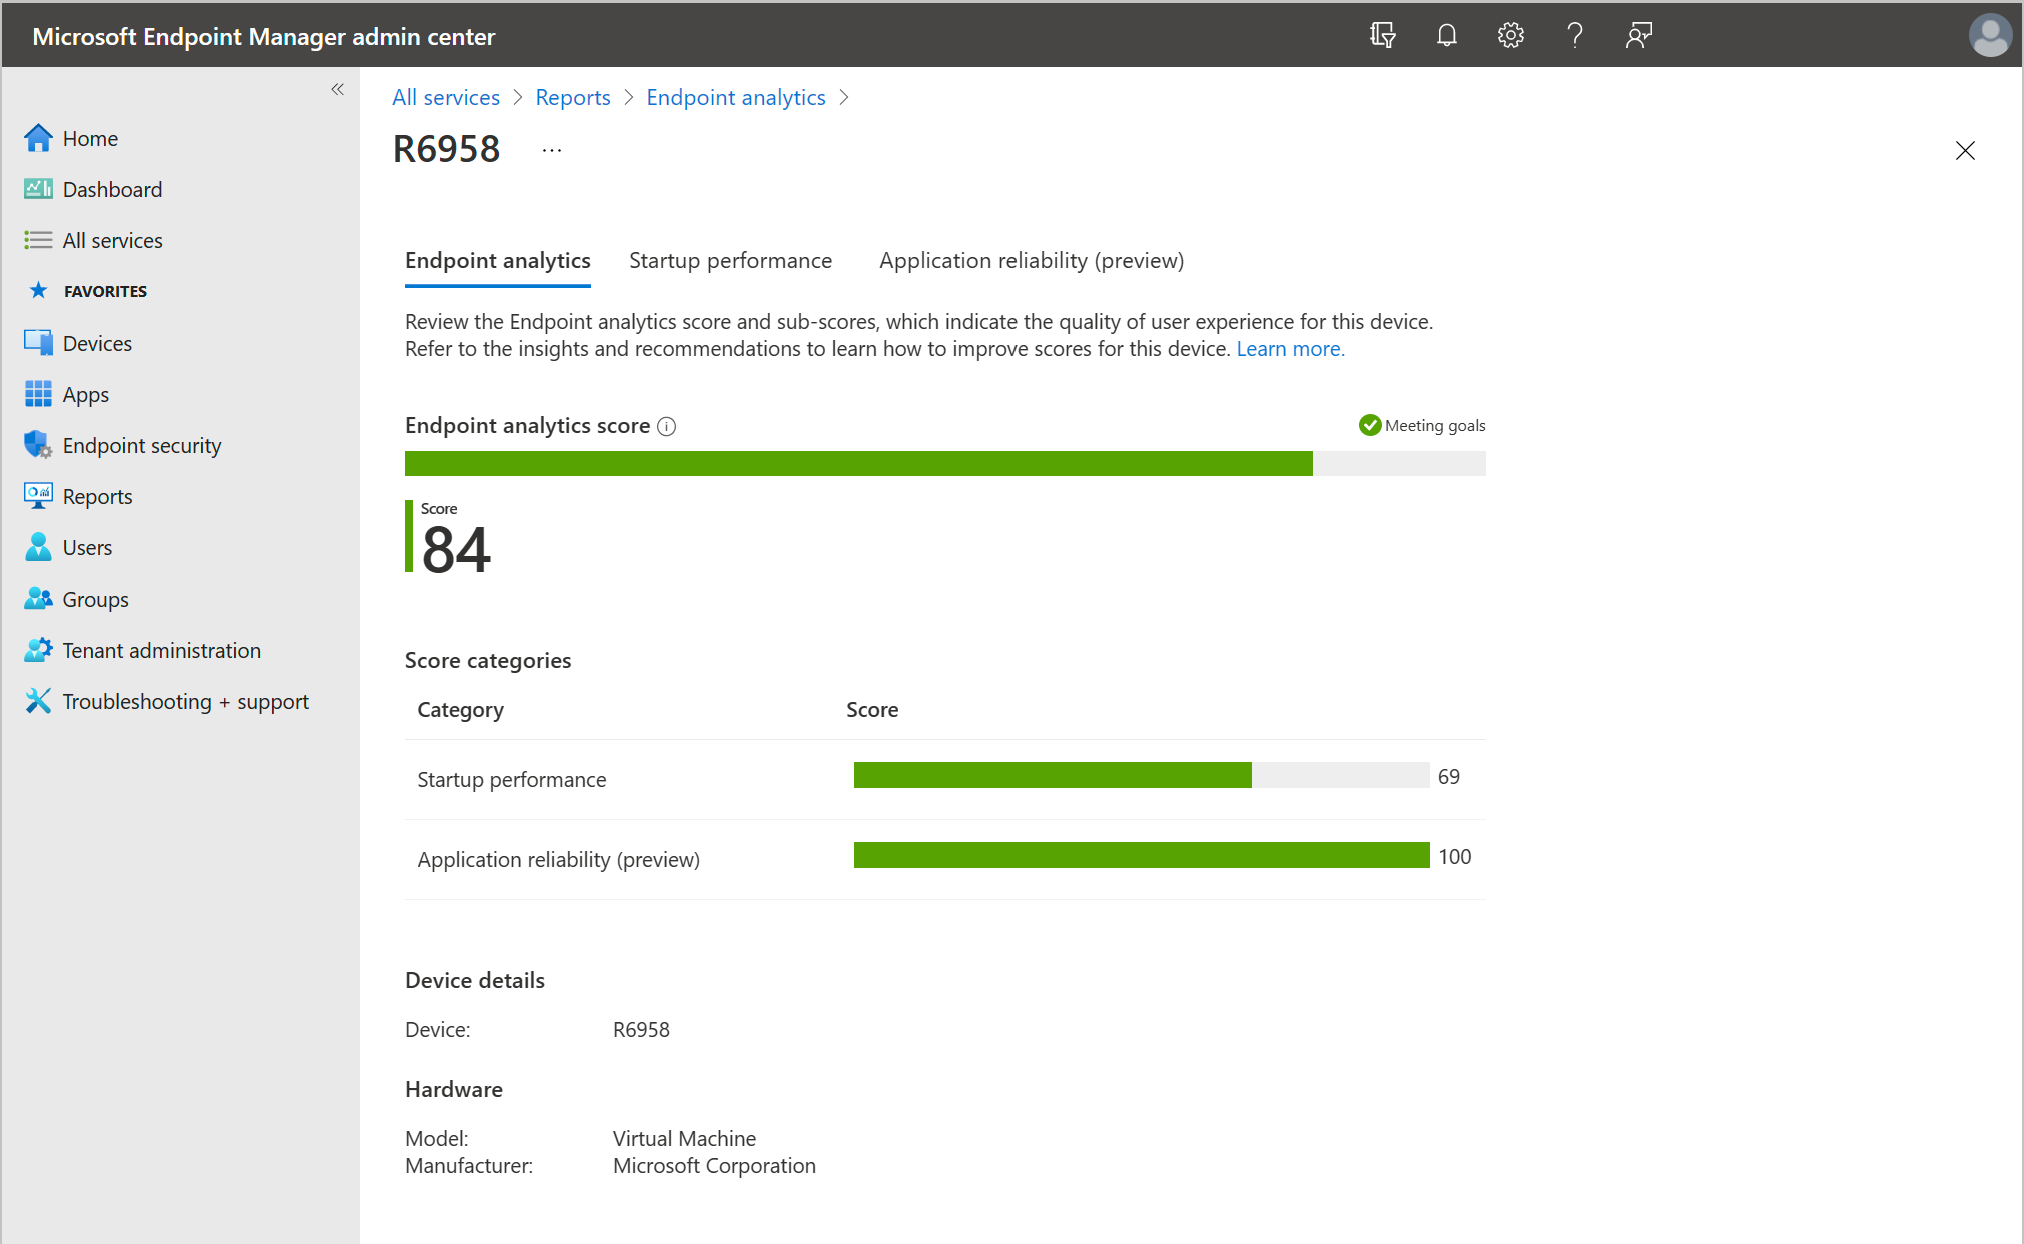 Microsoft Endpoint Manager admin center
All services > Reports > Endpoint analytics >
R6958 ...
Home
Dashboard
All services
FAVORITES
Devices
Apps
Endpoint security
Reports
Users
Groups
Tenant administration
Troubleshooting + support
Endpoint analytics Startup performance Application reliability (preview)
Review the Endpoint analytics score and sub-scores, which indicate the quality of user experience for this device.
Refer to the insights and recommendations to learn how to improve scores for this device. Learn more.
Endpoint analytics score Meeting goals
Score
84
Score categories
Category Score
Startup performance 69
Application reliability (preview) 100
Device details
Device: R6958
Hardware
Model: Virtual Machine
Manufacturer: Microsoft Corporation